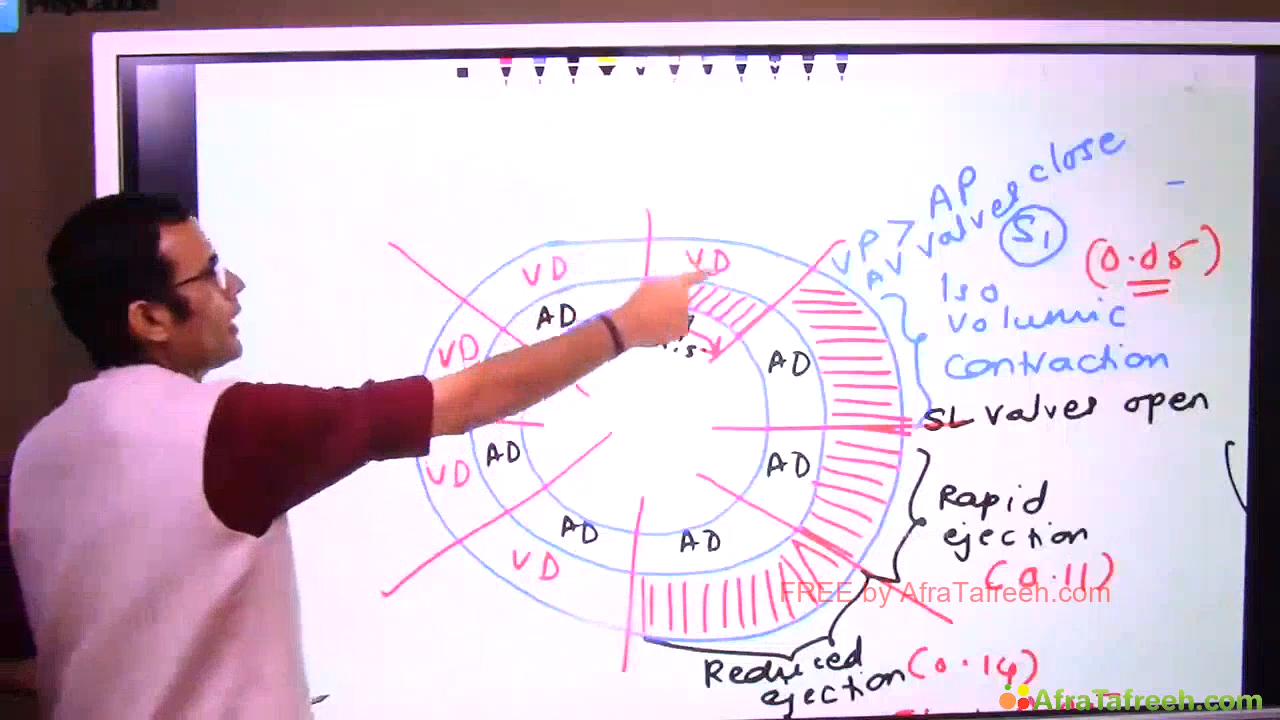 VP > AP
AV valves close
S1
(0.05)
Iso
volumic
contraction
SL valves open
Rapid
ejection
(0.11)
Reduced
ejection (0.14)
VD
VD
AD
VD
AD
AD
VD
AD
AD
VD
AD
FREE by AfraTafreeh.com
AfraTafreeh.com